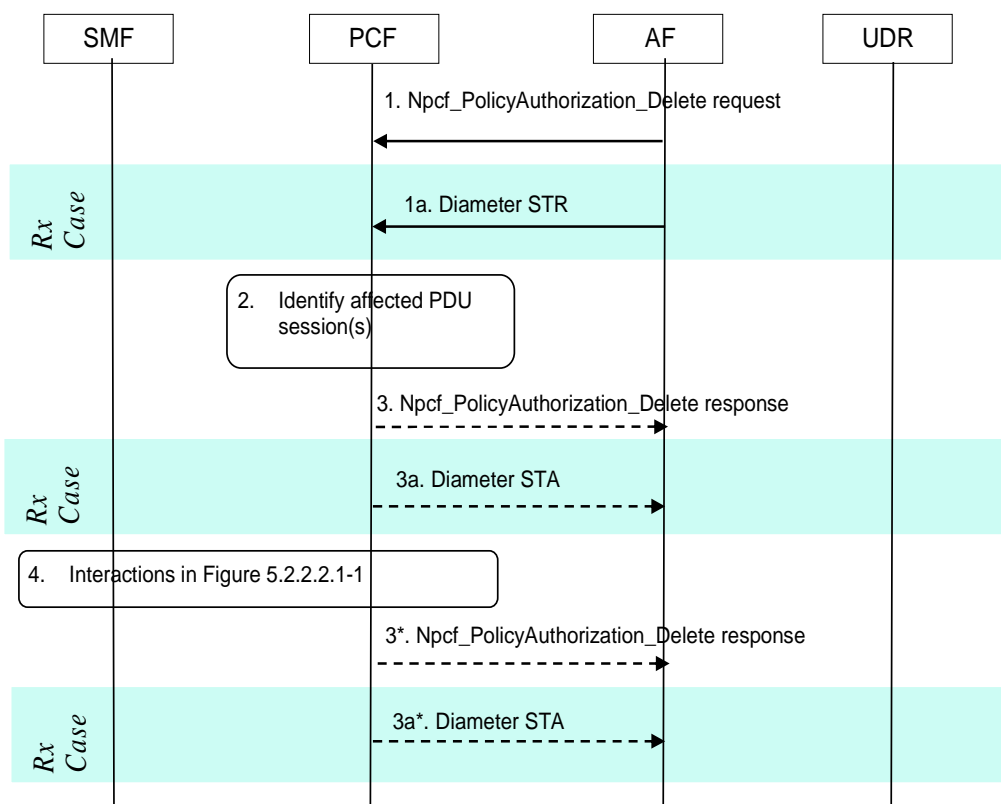 SMF
PCF
AF
UDR
1. Npcf_PolicyAuthorization_Delete request
Rx
Case
1a. Diameter STR
2. Identify affected PDU
session(s)
3. Npcf_PolicyAuthorization_Delete response
Rx
Case
3a. Diameter STA
4. Interactions in Figure 5.2.2.2.1-1
3*. Npcf_PolicyAuthorization_Delete response
Rx
Case
3a*. Diameter STA